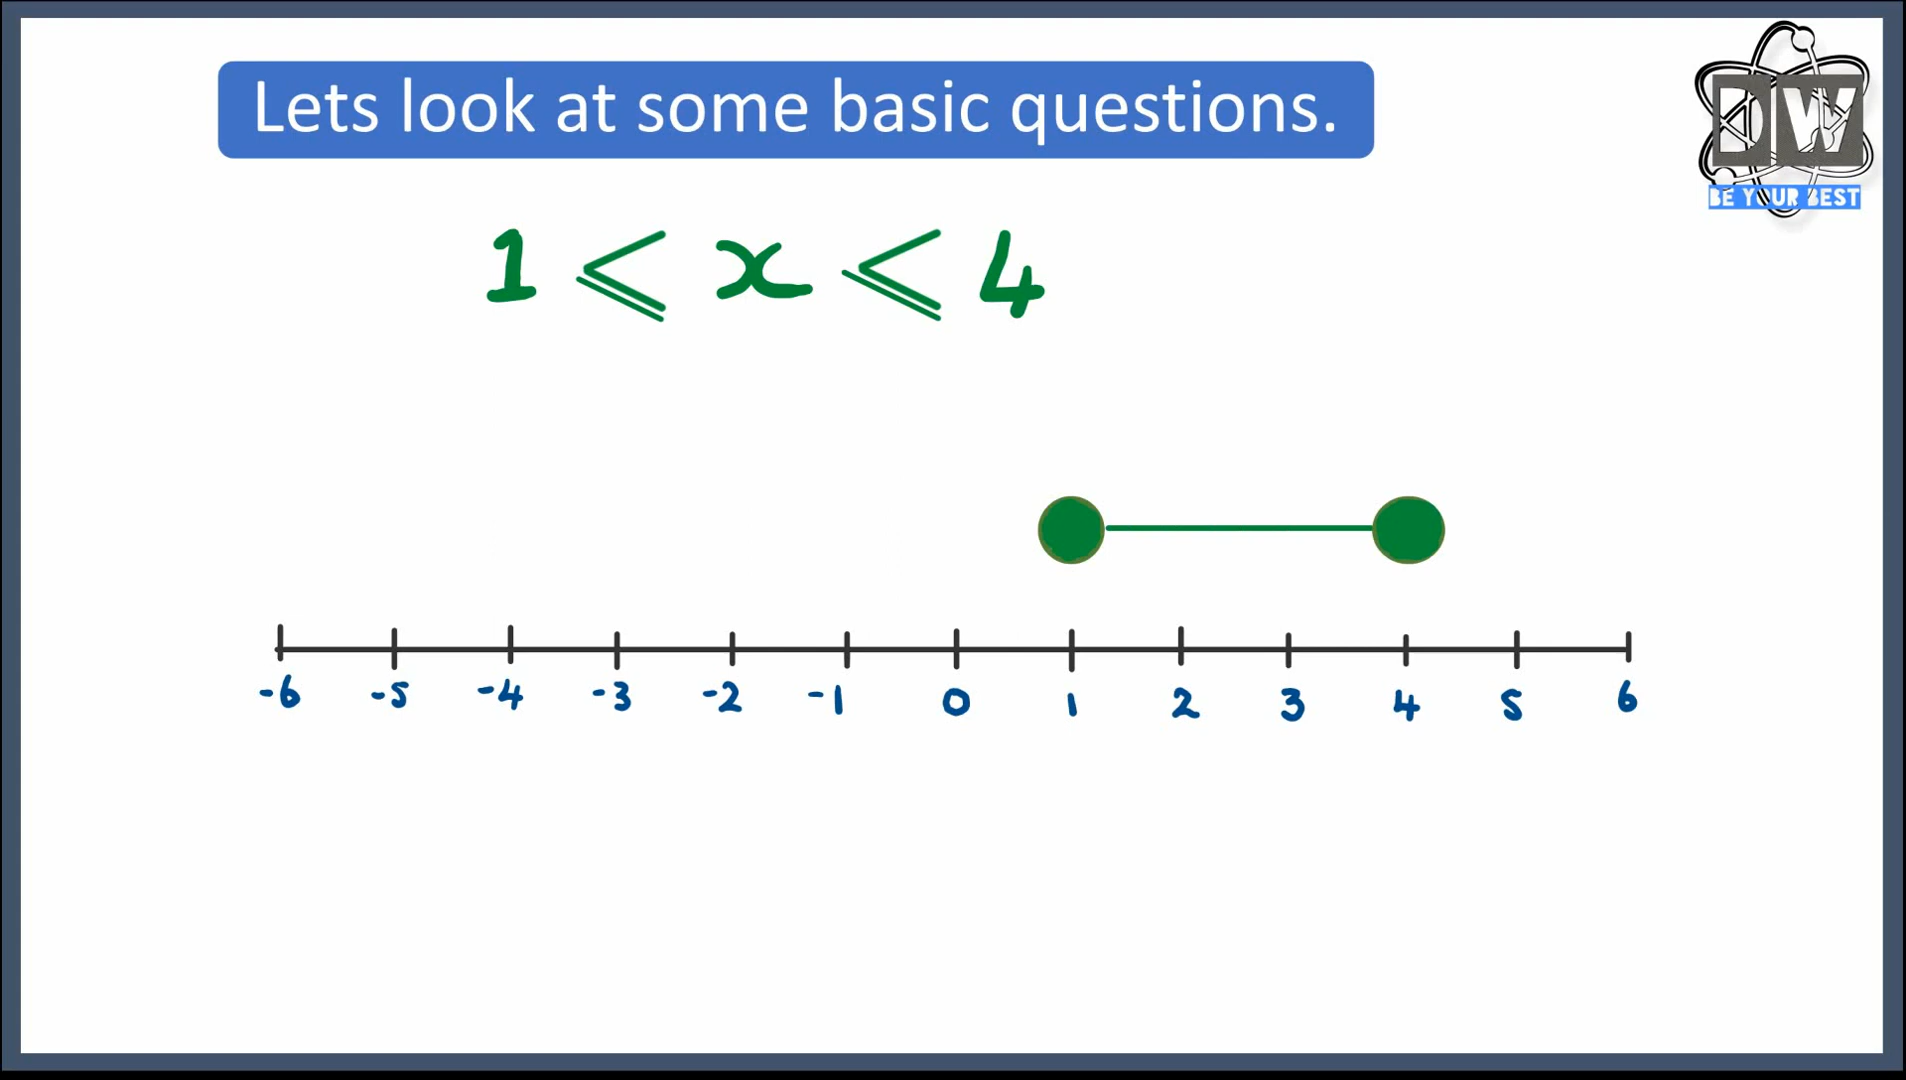 Lets look at some basic questions.
DW
BE YOUR BEST
1 ⩽ x ⩽ 4
-6 -5 -4 -3 -2 -1 0 1 2 3 4 5 6